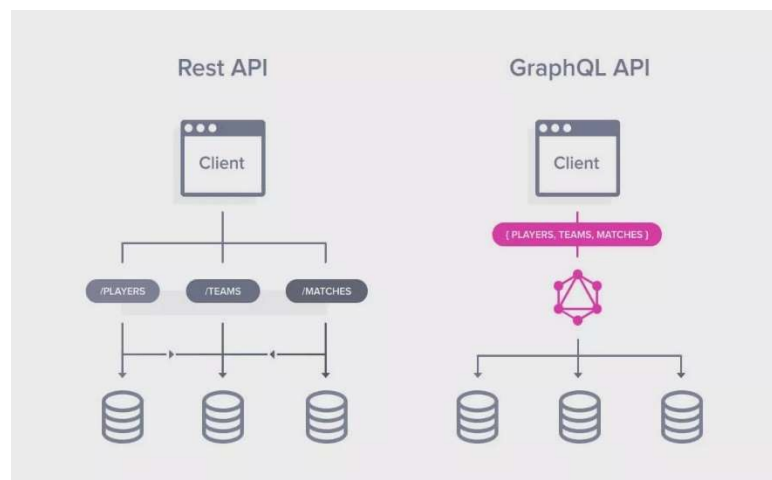 Rest API
GraphQL API
Client
Client
{ PLAYERS, TEAMS, MATCHES }
/PLAYERS
/TEAMS
/MATCHES